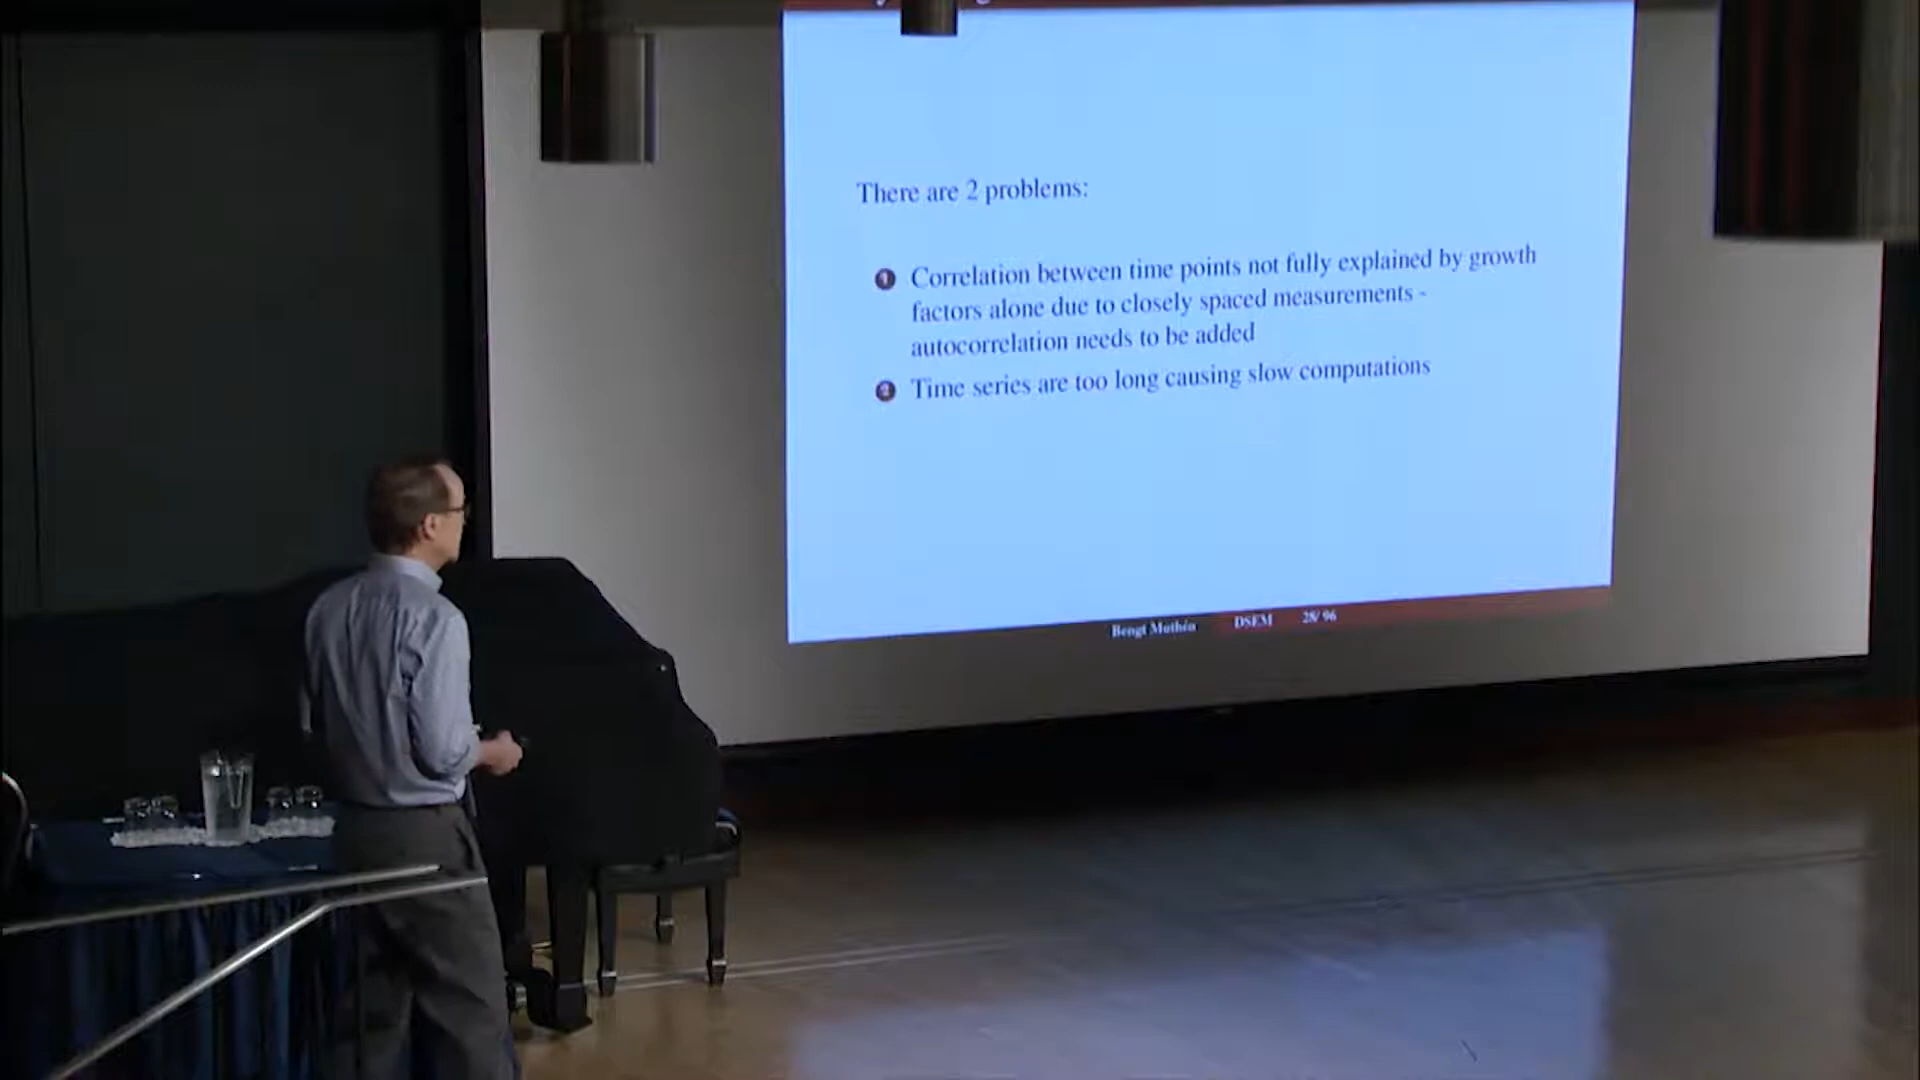 There are 2 problems:
1 Correlation between time points not fully explained by growth
factors alone due to closely spaced measurements -
autocorrelation needs to be added
2 Time series are too long causing slow computations
Bengt Muthén DSEM 28/ 96